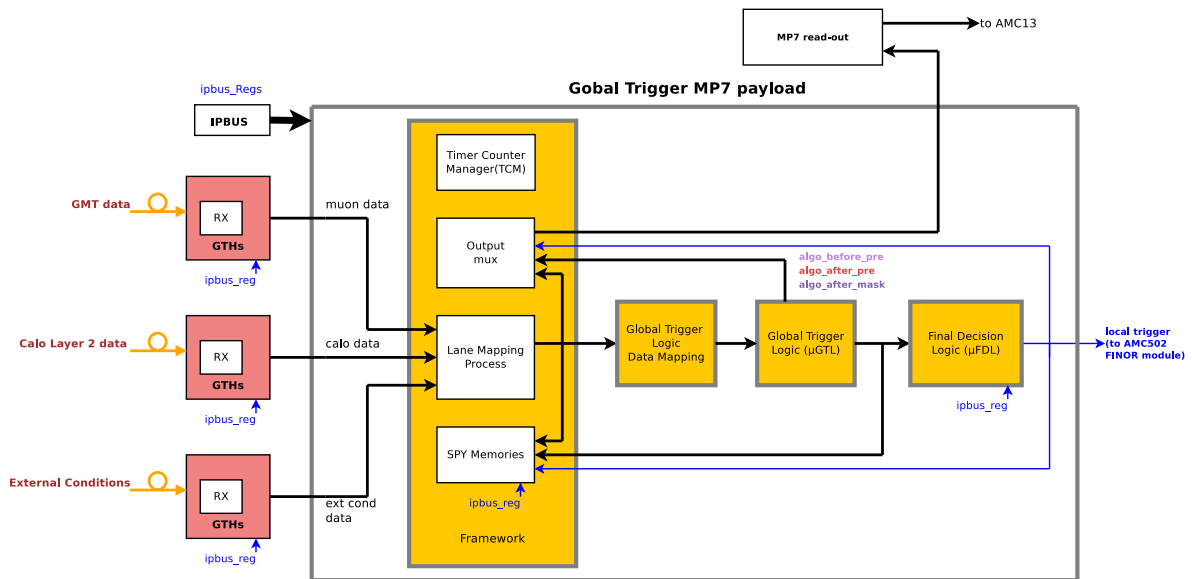 MP7 read-out
to AMC13
ipbus_Regs
Gobal Trigger MP7 payload
IPBUS
Timer Counter
Manager(TCM)
GMT data
RX
GTHs
ipbus_reg
muon data
Output
mux
algo_before_pre
algo_after_pre
algo_after_mask
Calo Layer 2 data
RX
GTHs
ipbus_reg
calo data
Lane Mapping
Process
Global Trigger
Logic
Data Mapping
Global Trigger
Logic (µGTL)
Final Decision
Logic (µFDL)
ipbus_reg
local trigger
(to AMC502
FINOR module)
External Conditions
RX
GTHs
ipbus_reg
ext cond
data
SPY Memories
ipbus_reg
Framework